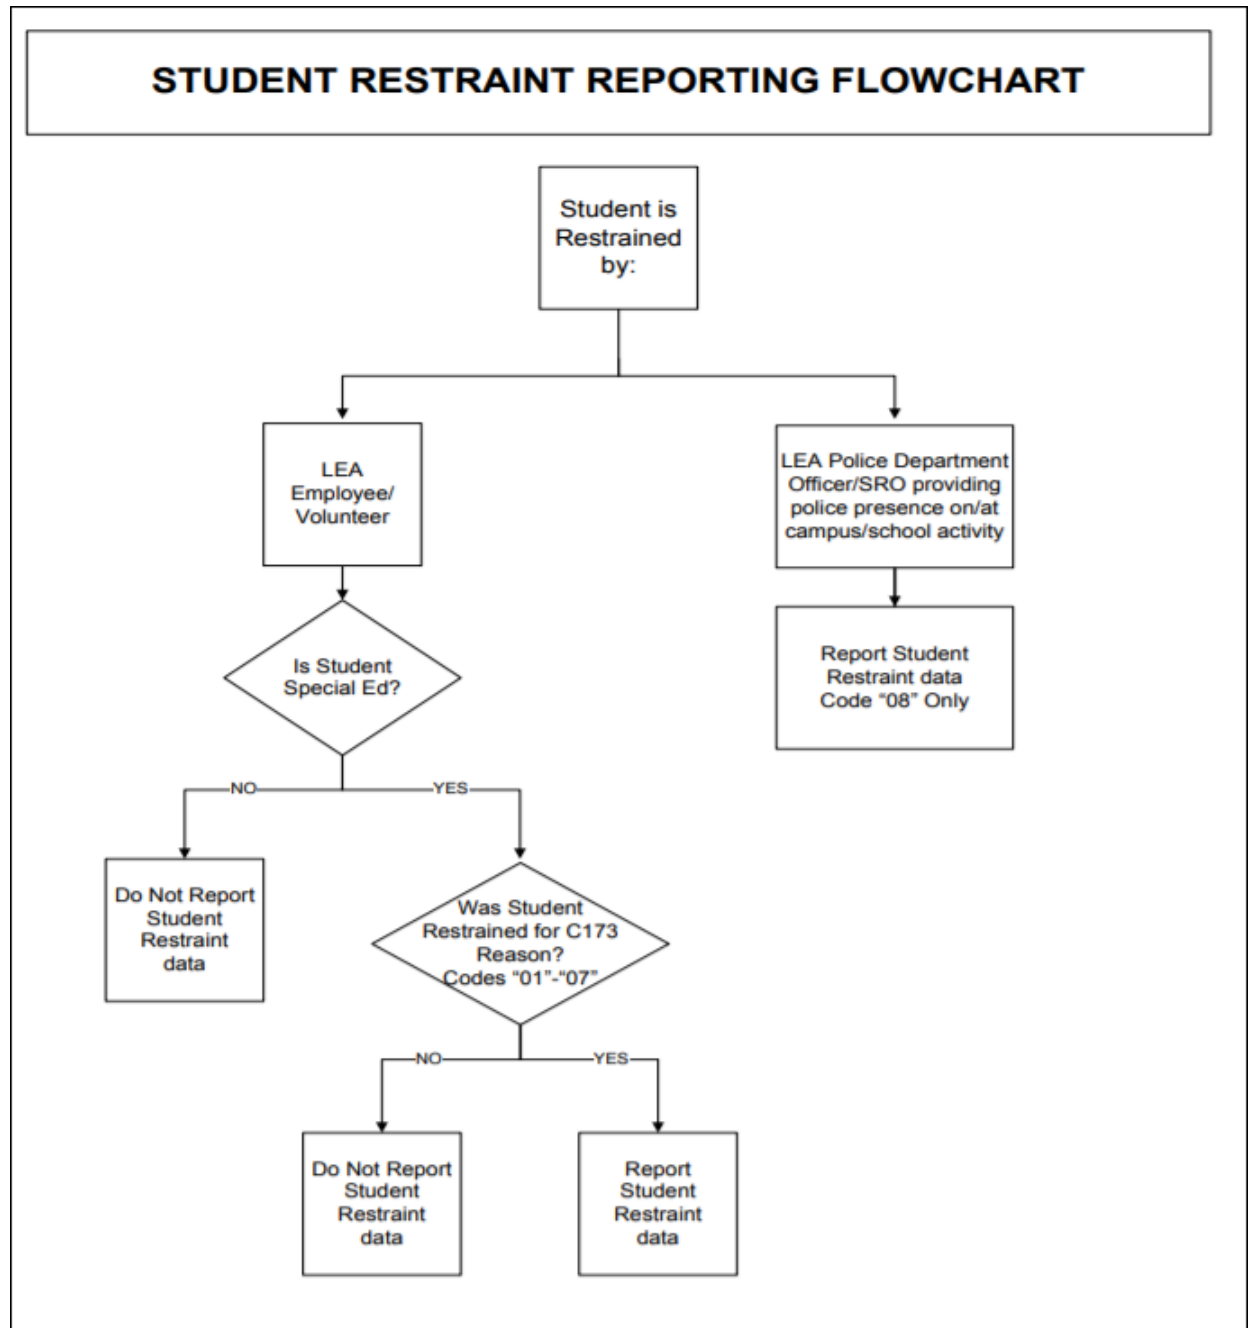 STUDENT RESTRAINT REPORTING FLOWCHART
Student is
Restrained
by:
LEA
Employee/
Volunteer
LEA Police Department
Officer/SRO providing
police presence on/at
campus/school activity
Is Student
Special Ed?
Report Student
Restraint data
Code “08” Only
NO
YES
Do Not Report
Student
Restraint
data
Was Student
Restrained for C173
Reason?
Codes “01”-“07”
NO
YES
Do Not Report
Student
Restraint
data
Report
Student
Restraint
data